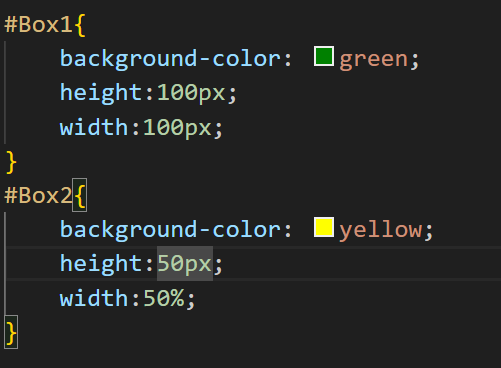 #Box1{
    background-color: green;
    height:100px;
    width:100px;
}
#Box2{
    background-color: yellow;
    height:50px;
    width:50%;
}